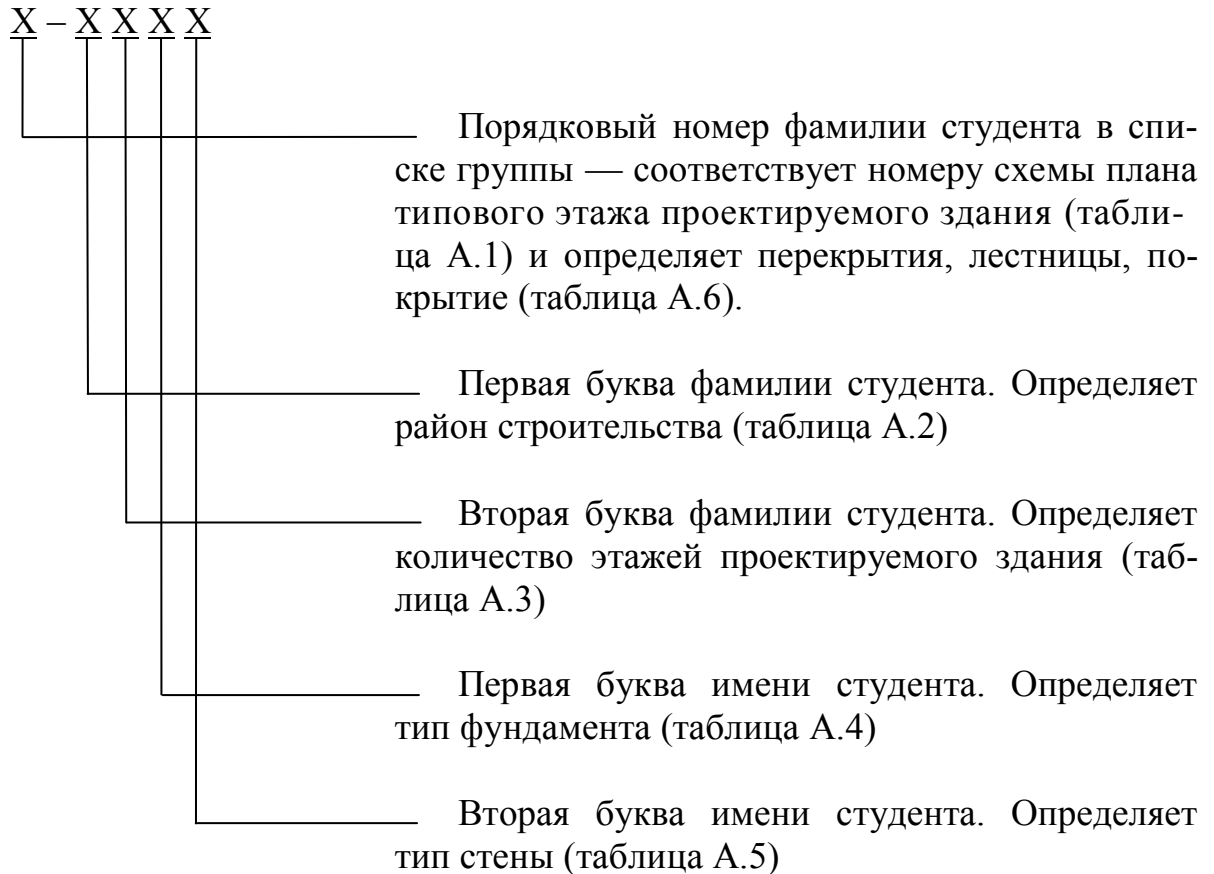 X – X X X X
Порядковый номер фамилии студента в спи-
ске группы — соответствует номеру схемы плана
типового этажа проектируемого здания (табли-
ца А.1) и определяет перекрытия, лестницы, по-
крытие (таблица А.6).
Первая буква фамилии студента. Определяет
район строительства (таблица А.2)
Вторая буква фамилии студента. Определяет
количество этажей проектируемого здания (таб-
лица А.3)
Первая буква имени студента. Определяет
тип фундамента (таблица А.4)
Вторая буква имени студента. Определяет
тип стены (таблица А.5)